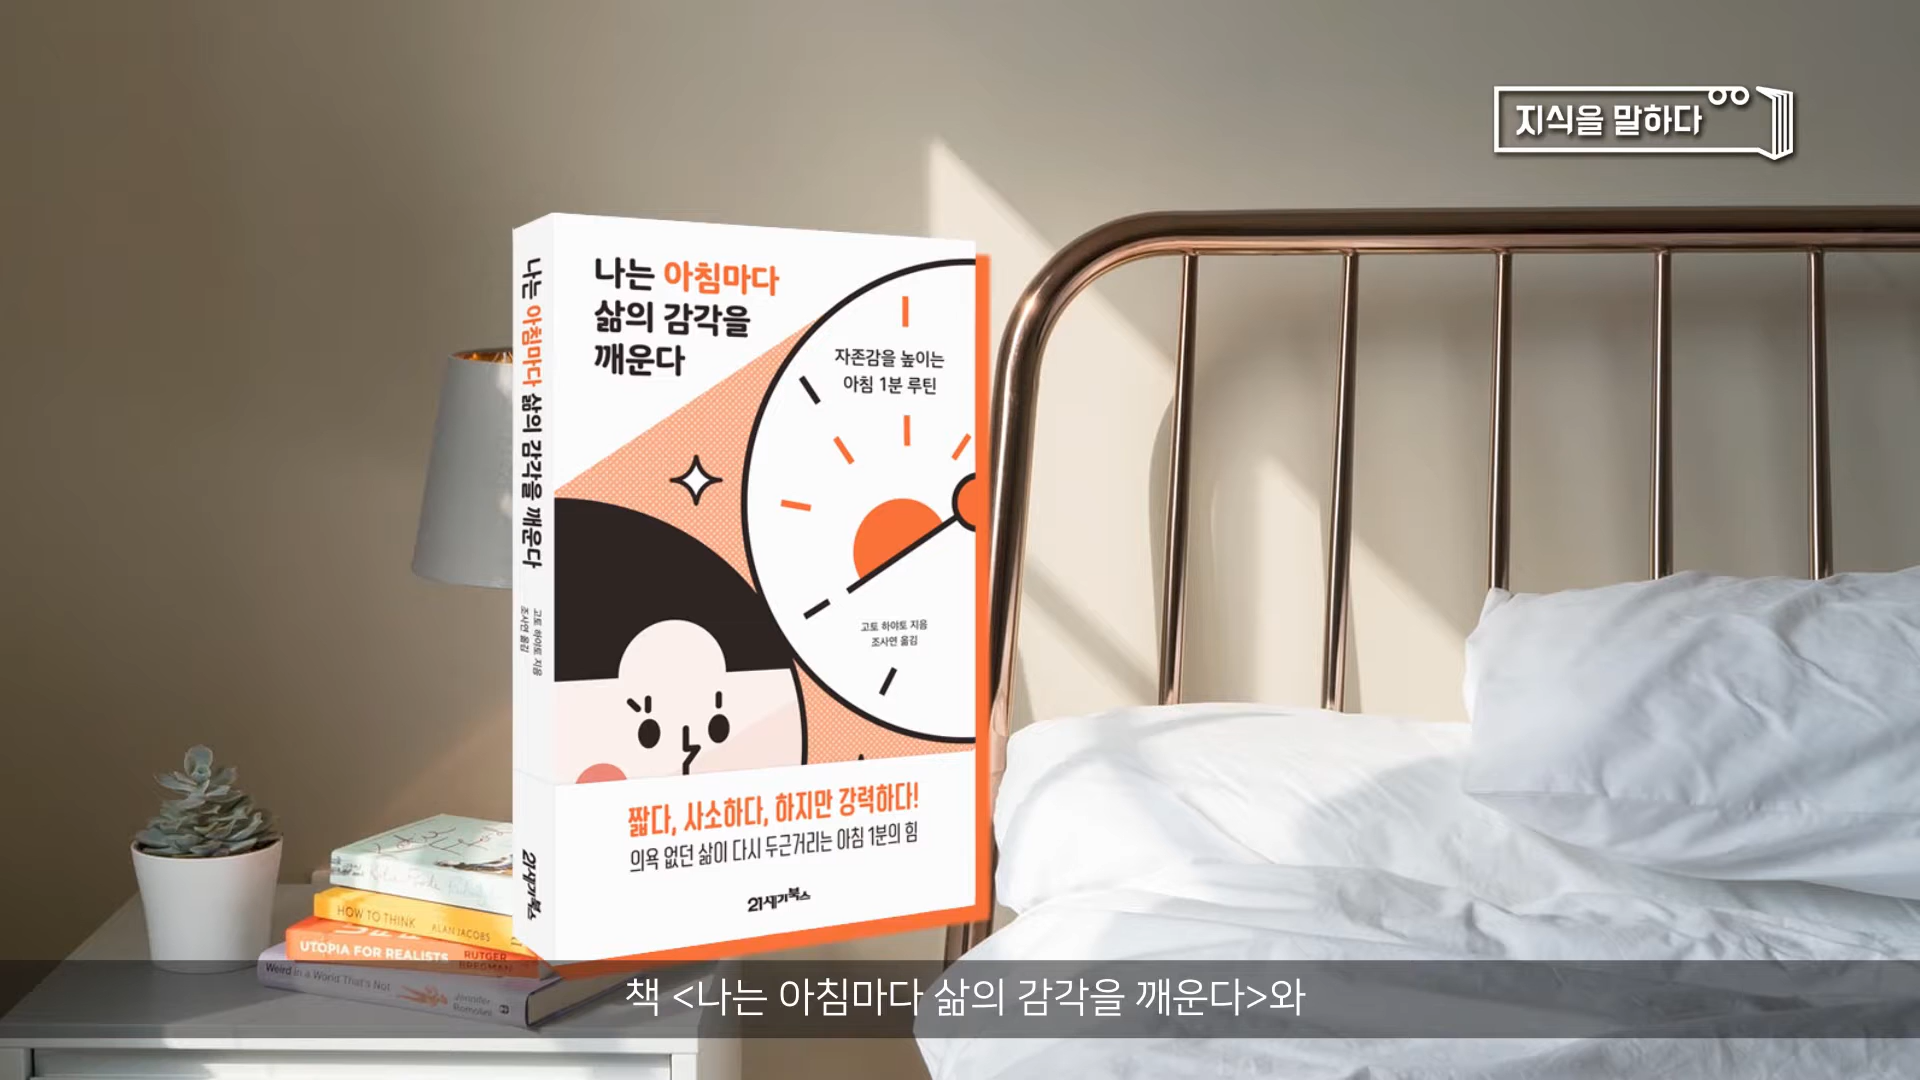 지식을 말하다
나는 아침마다
삶의 감각을
깨운다
자존감을 높이는
아침 1분 루틴
고토 하야토 지음
조사연 옮김
짧다, 사소하다, 하지만 강력하다!
의욕 없던 삶이 다시 두근거리는 아침 1분의 힘
21세기북스
나는 아침마다 삶의 감각을 깨운다
고토 하야토 지음
조사연 옮김
21세기북스
HOW TO THINK ALAN JACOBS
UTOPIA FOR REALISTS RUTGER
BREGMAN
Weird in a World That's Not
Jennifer
Romolini
책 <나는 아침마다 삶의 감각을 깨운다>와